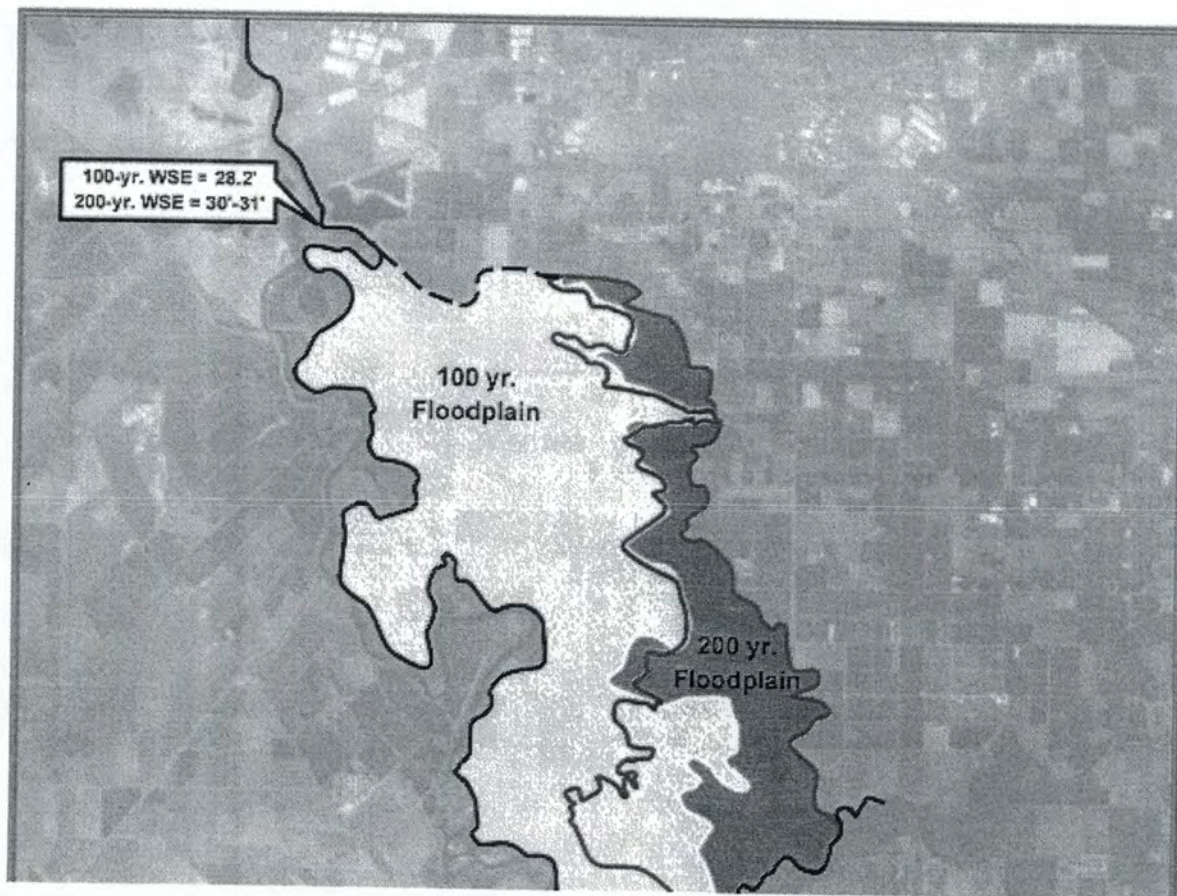 100-yr. WSE = 28.2'
200-yr. WSE = 30'-31'
100 yr.
Floodplain
200 yr.
Floodplain